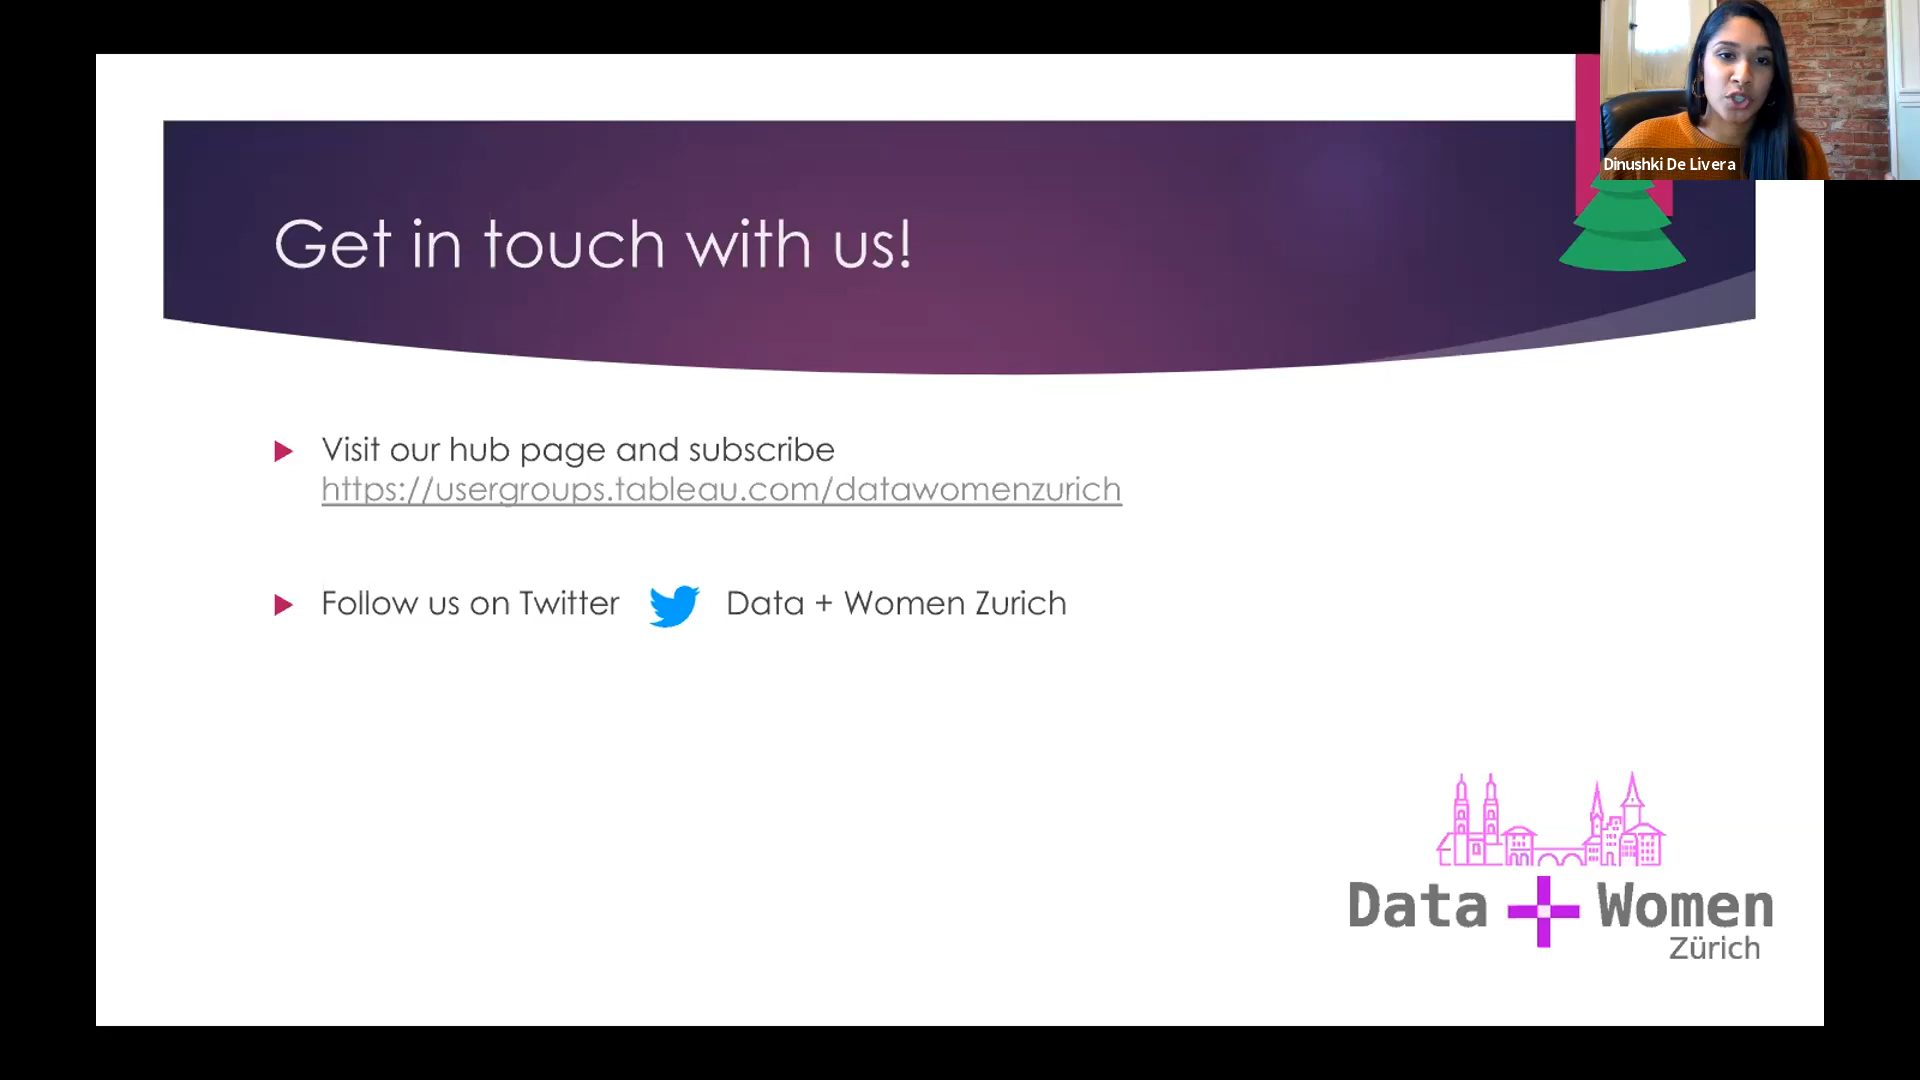 Dinushki De Livera
Get in touch with us!
Visit our hub page and subscribe
https://usergroups.tableau.com/datawomenzurich
Follow us on Twitter Data + Women Zurich
Data + Women
Zürich